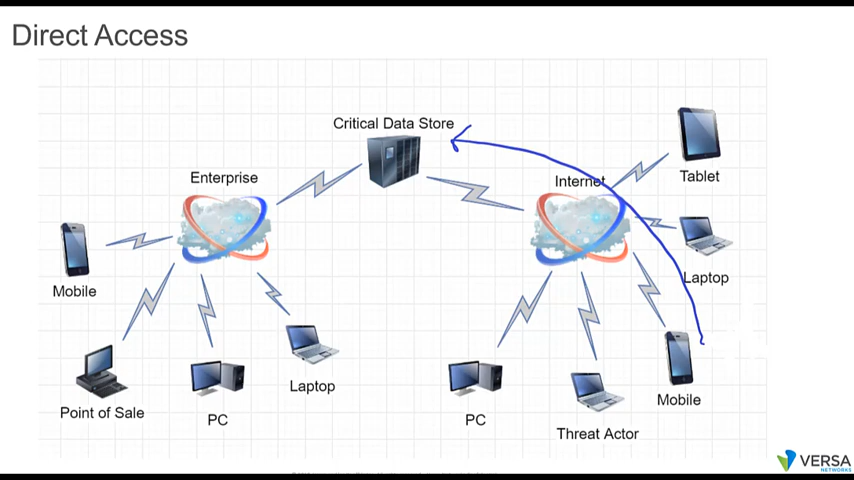 Direct Access
Critical Data Store
Enterprise
Internet
Tablet
Laptop
Mobile
Point of Sale
PC
Laptop
PC
Threat Actor
Mobile
VERSA
NETWORKS